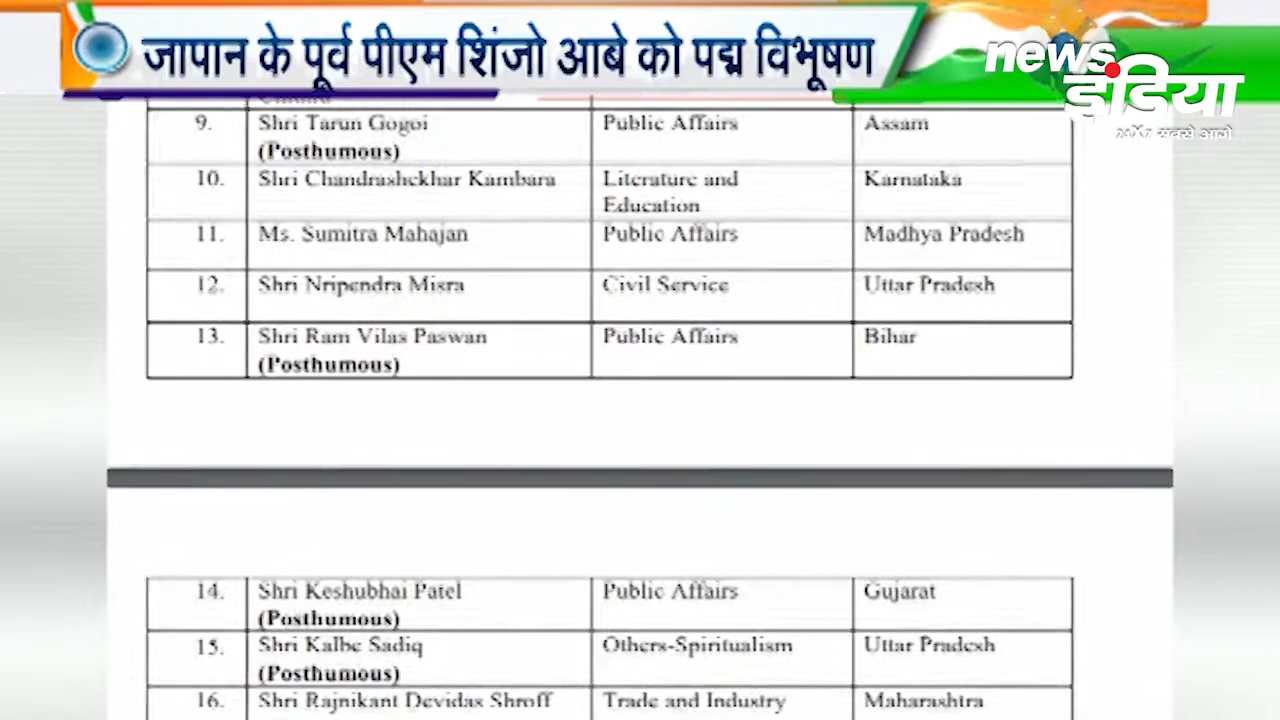 जापान के पूर्व पीएम शिंजो आबे को पद्म विभूषण
news
इंडिया
24X7 सबसे आगे
9. Shri Tarun Gogoi Public Affairs Assam
(Posthumous)
10. Shri Chandrashekhar Kambara Literature and Karnataka
Education
11. Ms. Sumitra Mahajan Public Affairs Madhya Pradesh
12. Shri Nripendra Misra Civil Service Uttar Pradesh
13. Shri Ram Vilas Paswan Public Affairs Bihar
(Posthumous)
14. Shri Keshubhai Patel Public Affairs Gujarat
(Posthumous)
15. Shri Kalbe Sadiq Others-Spiritualism Uttar Pradesh
(Posthumous)
16. Shri Rajnikant Devidas Shroff Trade and Industry Maharashtra